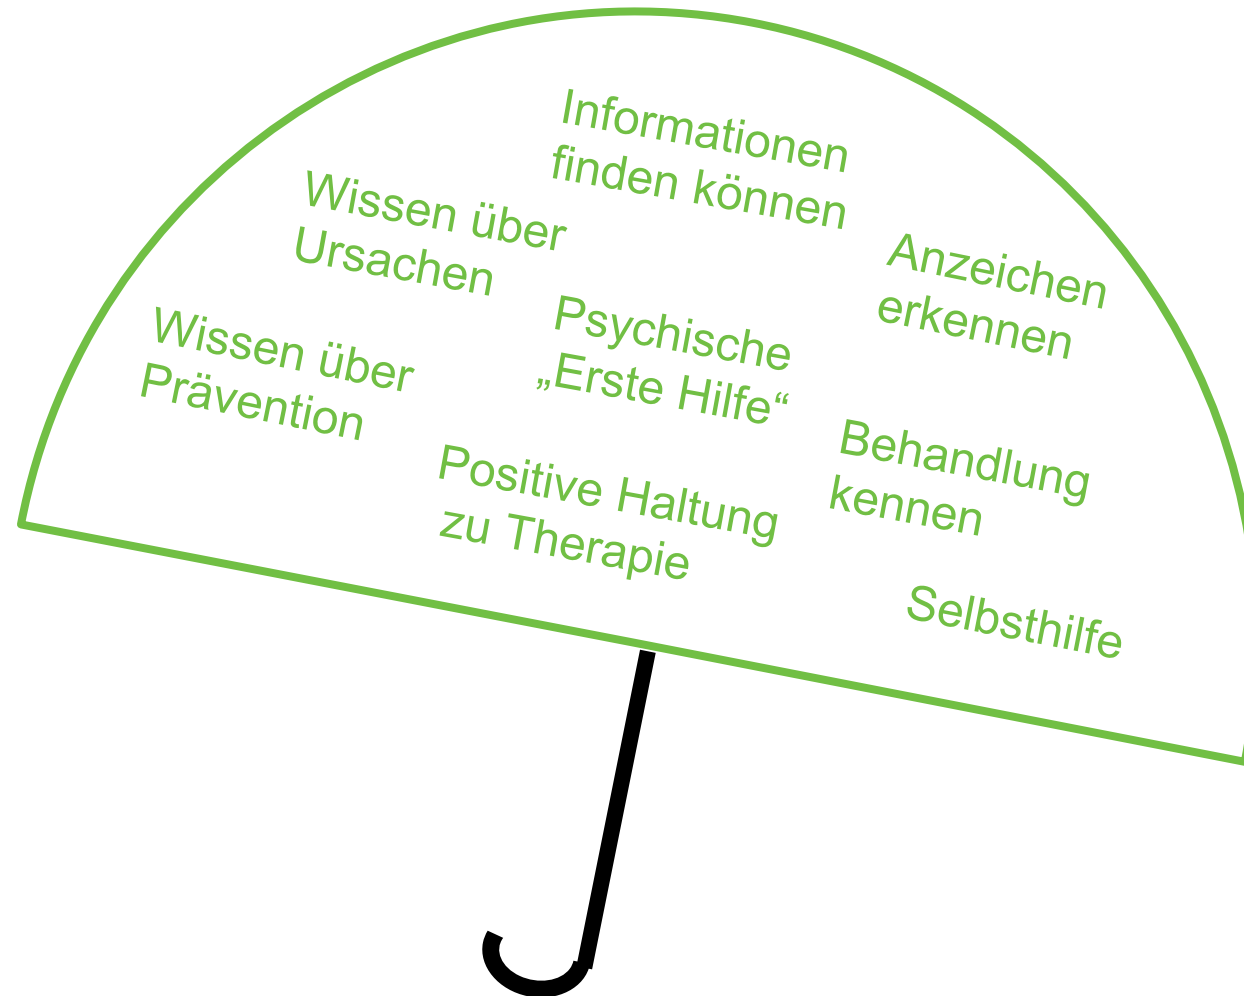 Informationen
finden können
Wissen über
Ursachen
Anzeichen
erkennen
Wissen über
Prävention
Psychische
„Erste Hilfe“
Behandlung
kennen
Positive Haltung
zu Therapie
Selbsthilfe